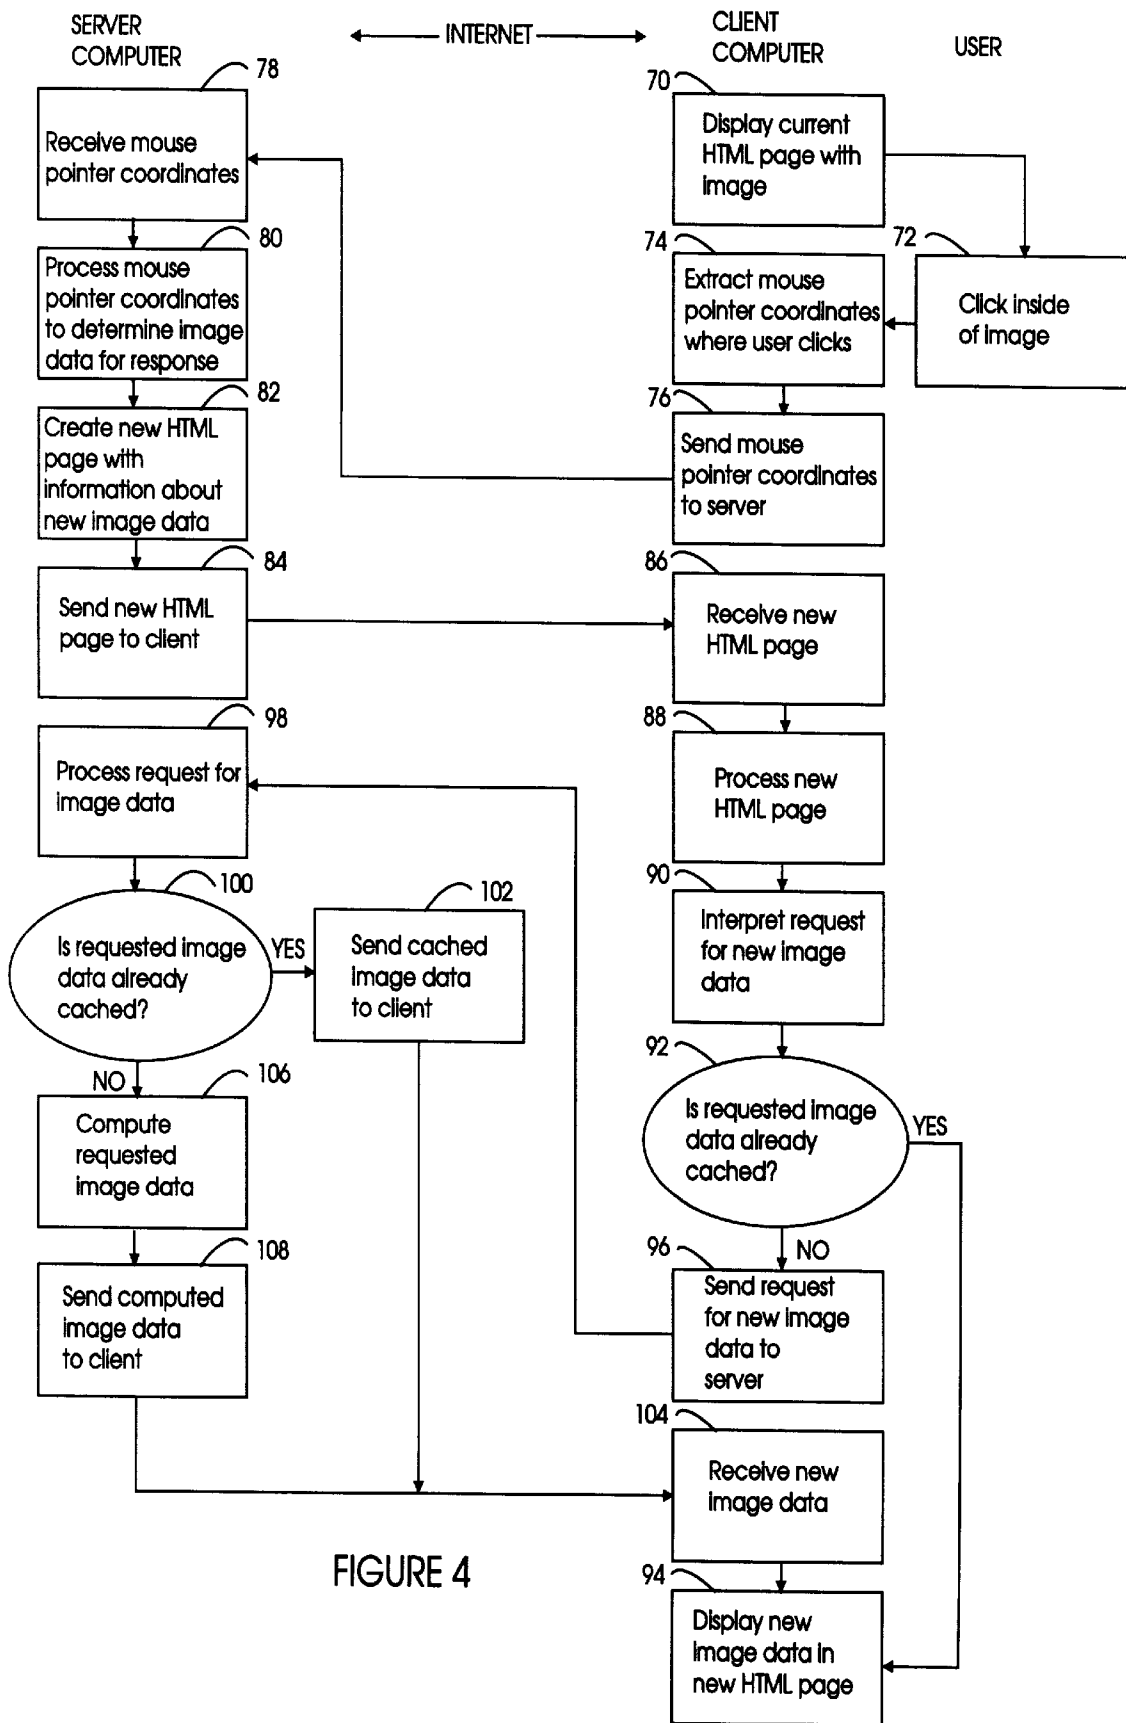 SERVER
COMPUTER
INTERNET
CLIENT
COMPUTER
USER
78
Receive mouse
pointer coordinates
70
Display current
HTML page with
image
80
Process mouse
pointer coordinates
to determine image
data for response
74
Extract mouse
pointer coordinates
where user clicks
72
Click inside
of image
82
Create new HTML
page with
information about
new image data
76
Send mouse
pointer coordinates
to server
84
Send new HTML
page to client
86
Receive new
HTML page
98
Process request for
image data
88
Process new
HTML page
100
Is requested image
data already
cached?
YES
NO
102
Send cached
image data
to client
90
Interpret request
for new image
data
92
Is requested image
data already
cached?
YES
NO
106
Compute
requested
image data
108
Send computed
image data
to client
96
Send request
for new image
data to
server
104
Receive new
image data
94
Display new
image data in
new HTML page
FIGURE 4